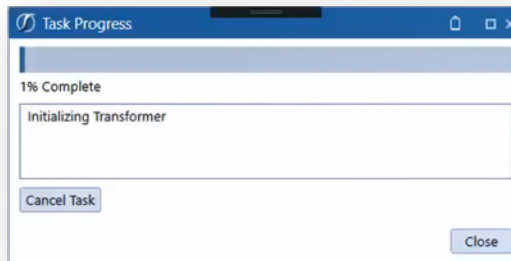 Task Progress
1% Complete
Initializing Transformer
Cancel Task
Close